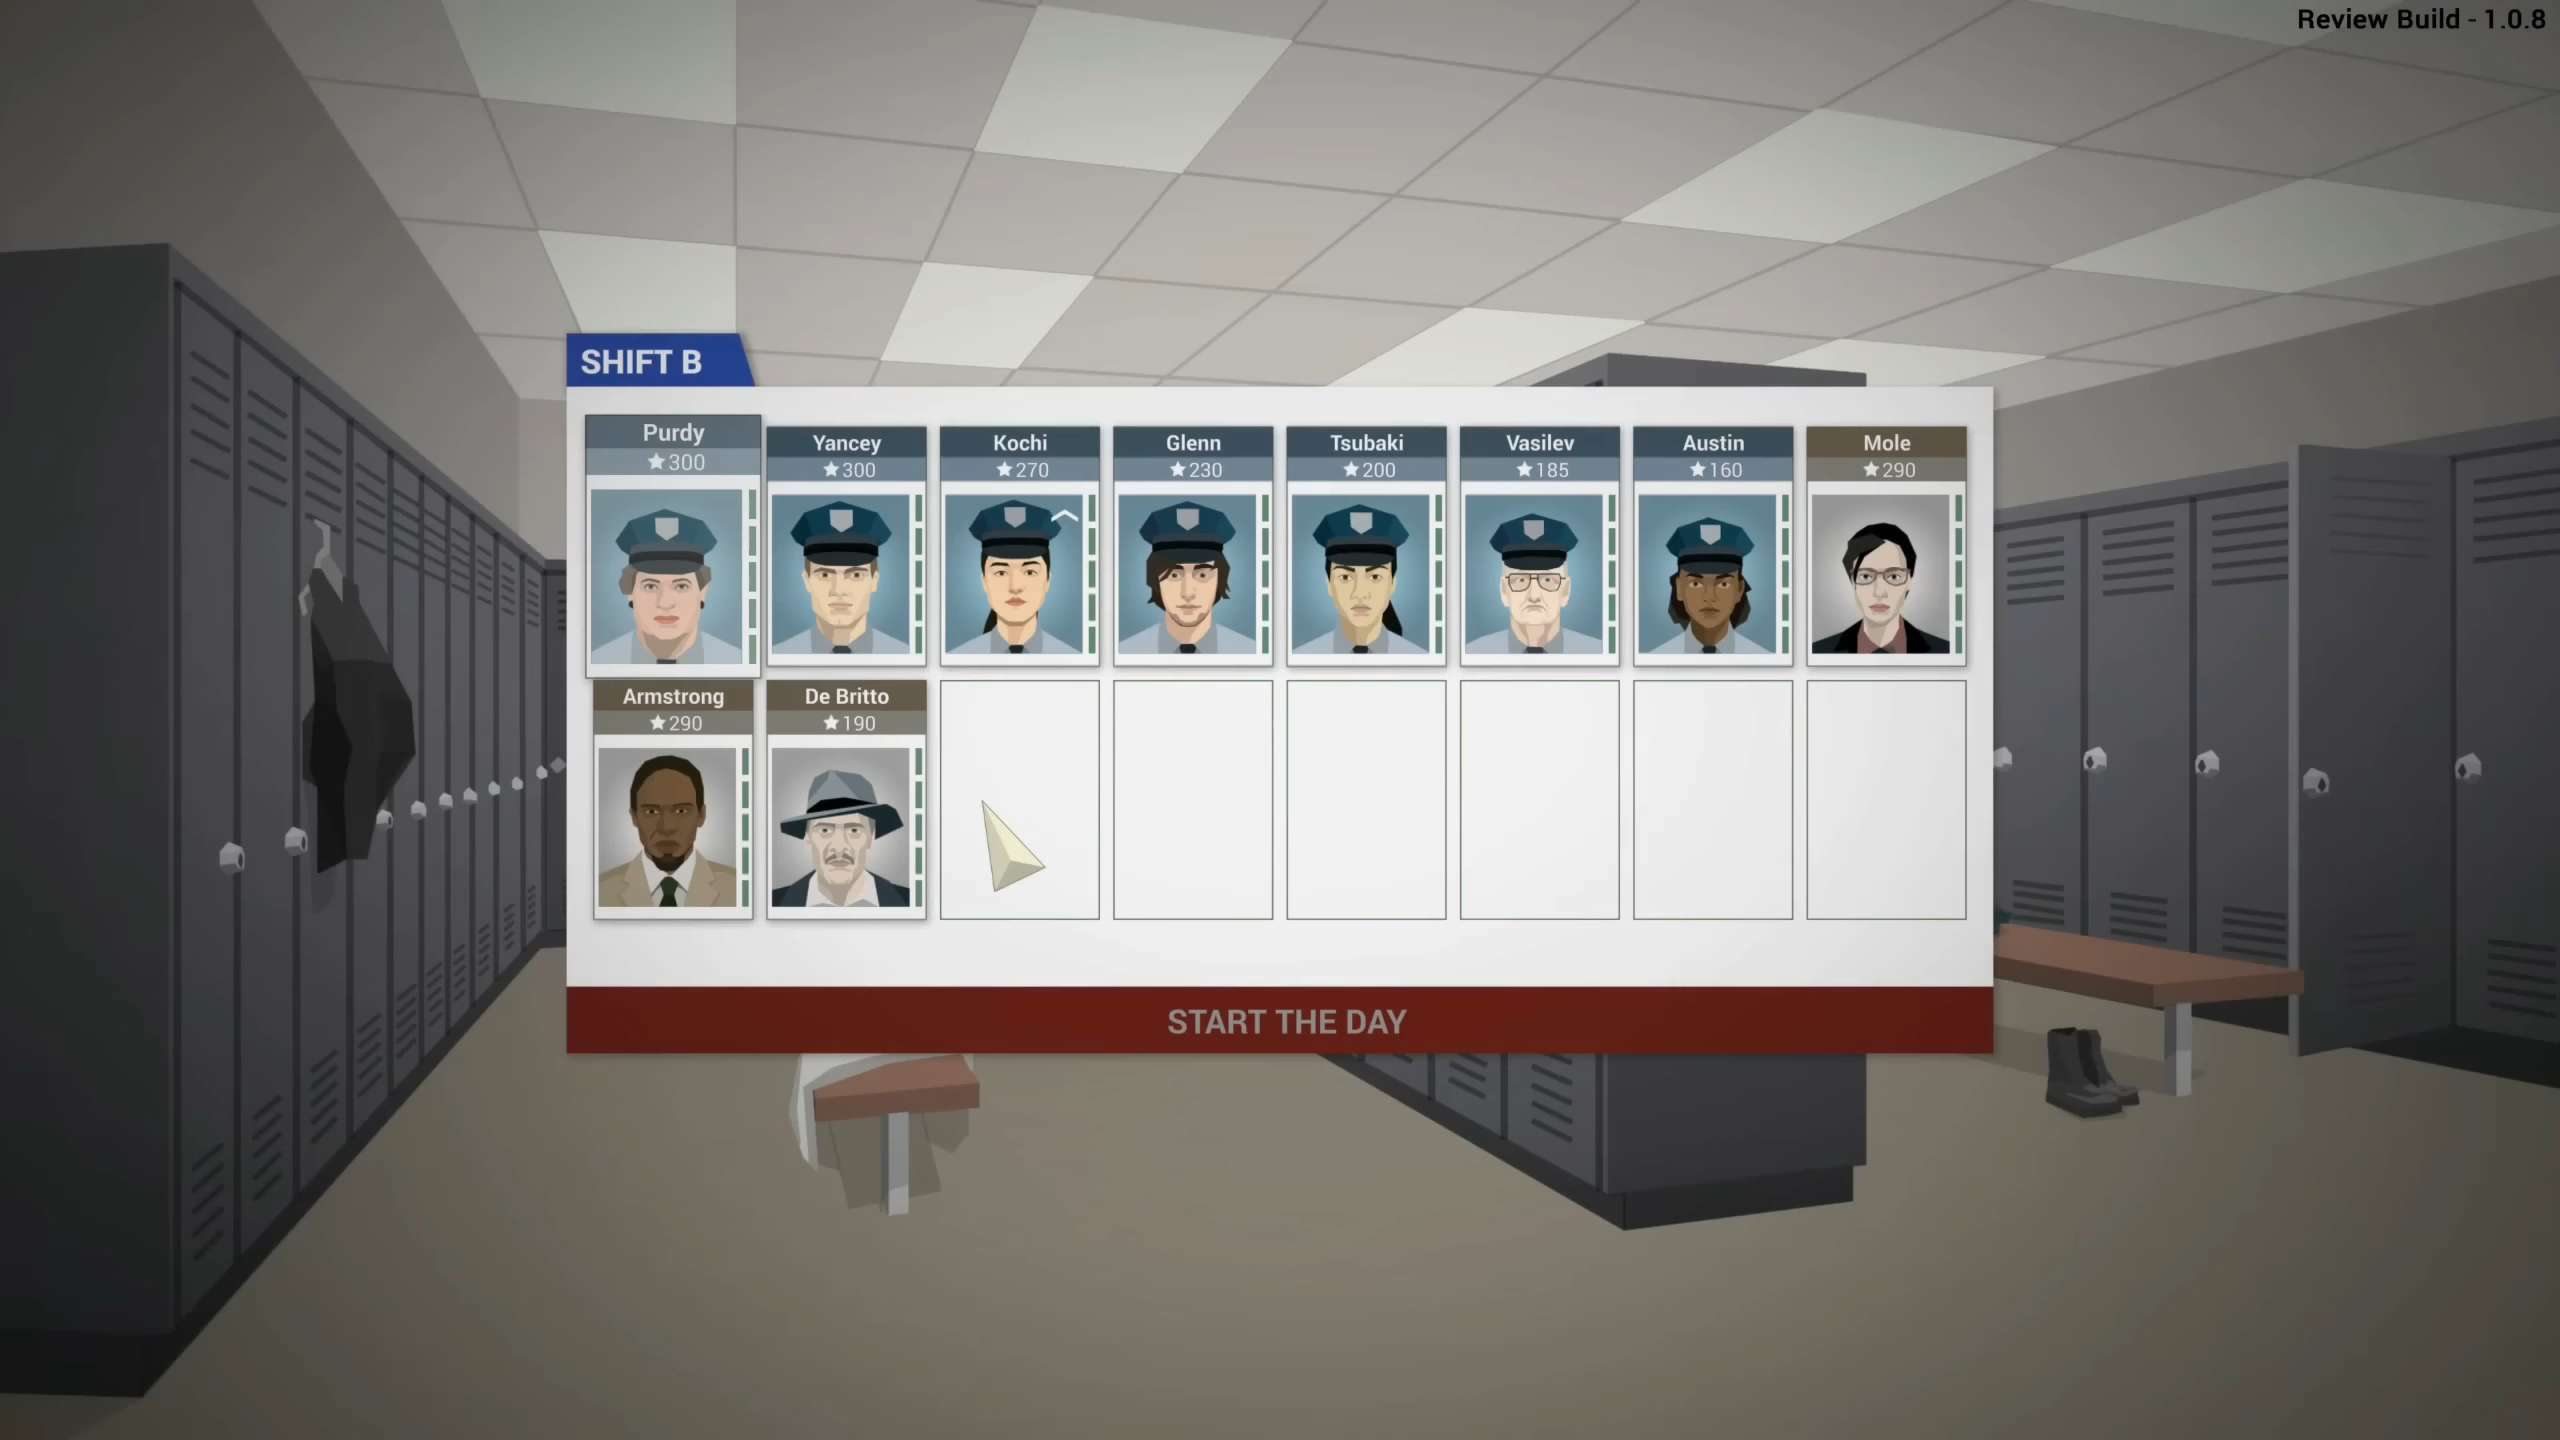 Review Build - 1.0.8
SHIFT B
Purdy
★300
Yancey
★300
Kochi
★270
Glenn
★230
Tsubaki
★200
Vasilev
★185
Austin
★160
Mole
★290
Armstrong
★290
De Britto
★190
START THE DAY